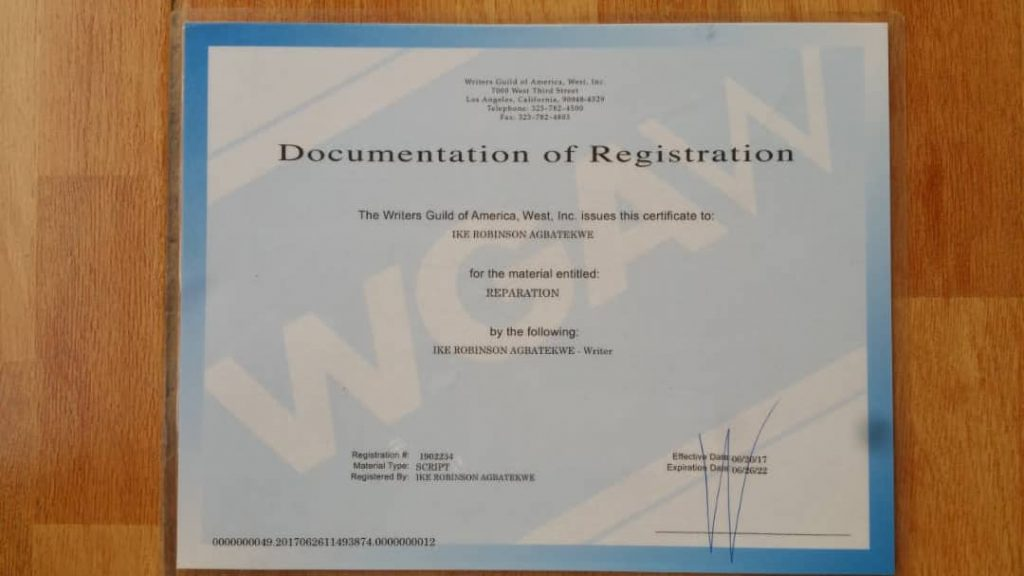 Writers Guild of America, West, Inc.
7000 West Third Street
Los Angeles, California, 90048-4329
Telephone: 323-782-4500
Fax: 323-782-4803
Documentation of Registration
The Writers Guild of America, West, Inc. issues this certificate to:
IKE ROBINSON AGBATEKWE
for the material entitled:
REPARATION
by the following:
IKE ROBINSON AGBATEKWE - Writer
WGAW
Registration #: 1902234
Material Type: SCRIPT
Registered By: IKE ROBINSON AGBATEKWE
Effective Date 06/26/17
Expiration Date 06/26/22
0000000049.2017062611493874.0000000012